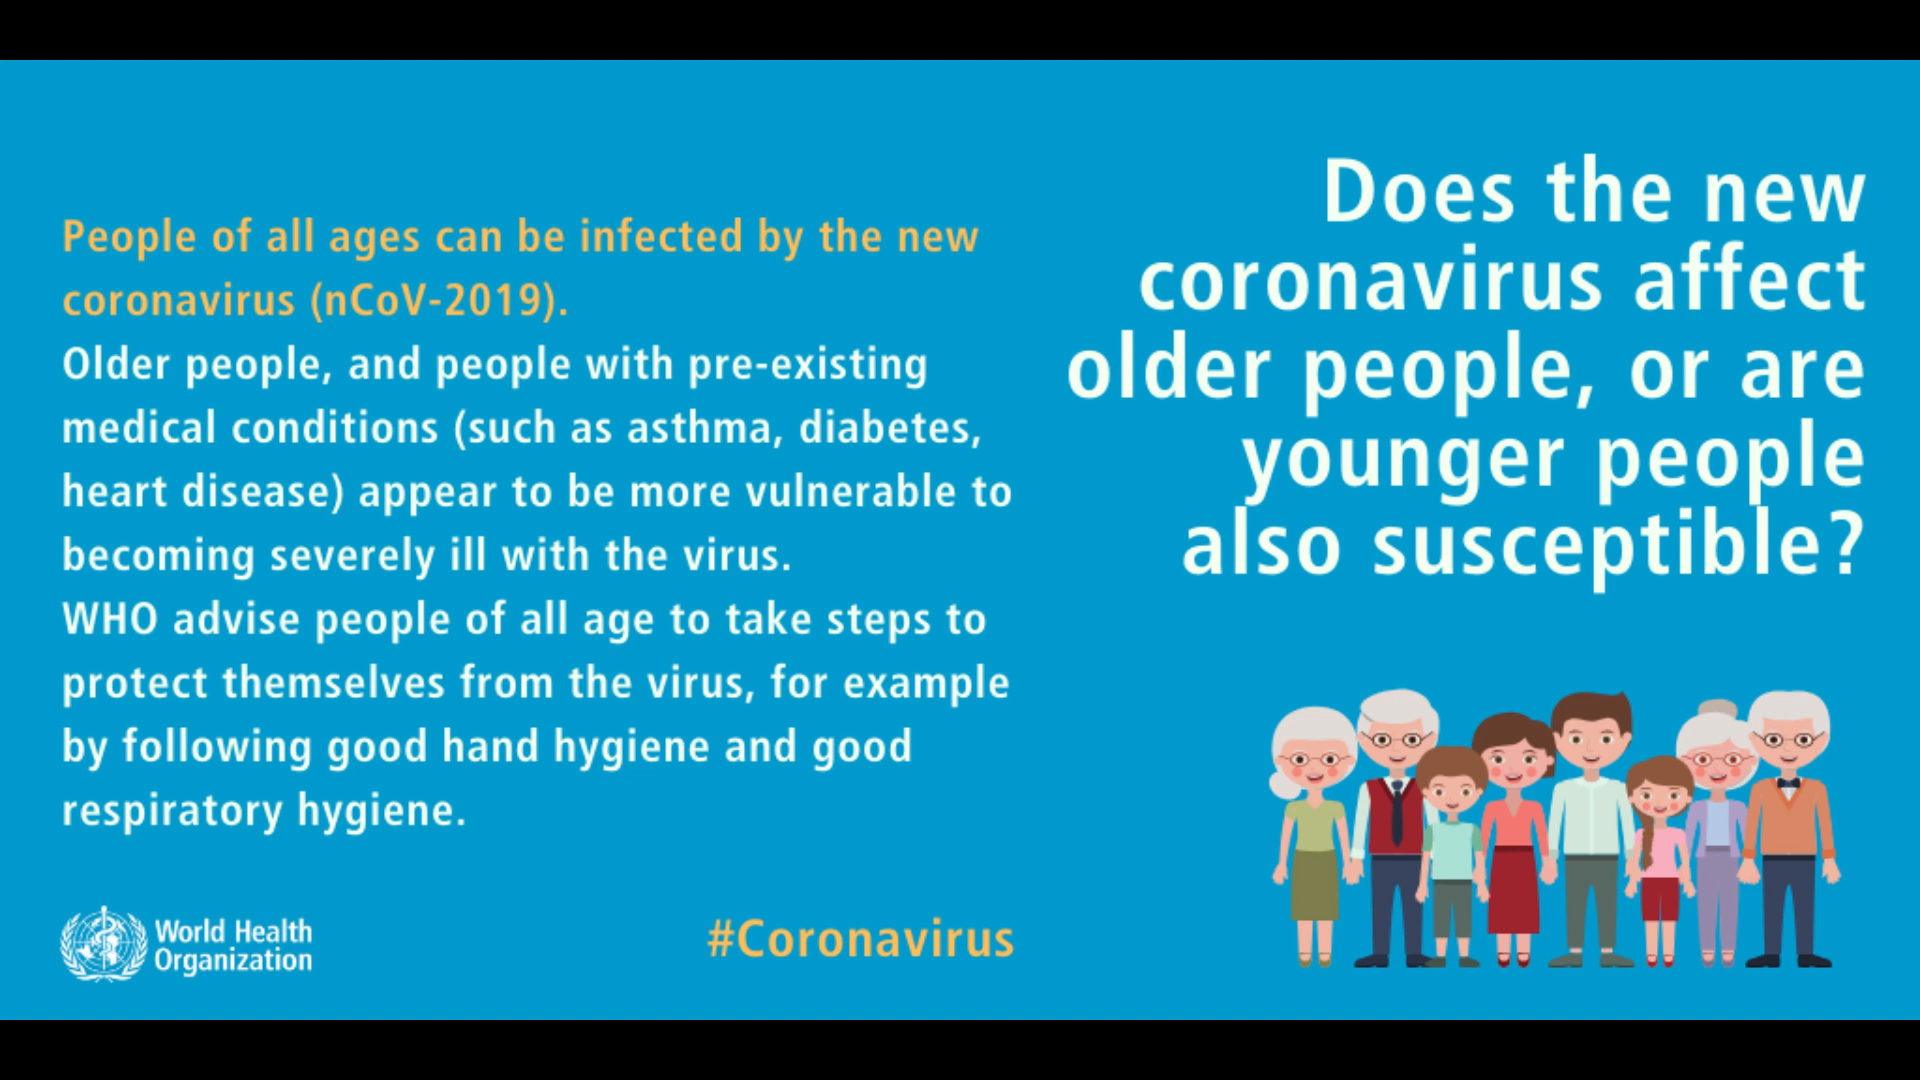 Does the new
coronavirus affect
older people, or are
younger people
also susceptible?
People of all ages can be infected by the new
coronavirus (nCoV-2019).
Older people, and people with pre-existing
medical conditions (such as asthma, diabetes,
heart disease) appear to be more vulnerable to
becoming severely ill with the virus.
WHO advise people of all age to take steps to
protect themselves from the virus, for example
by following good hand hygiene and good
respiratory hygiene.
World Health
Organization
#Coronavirus